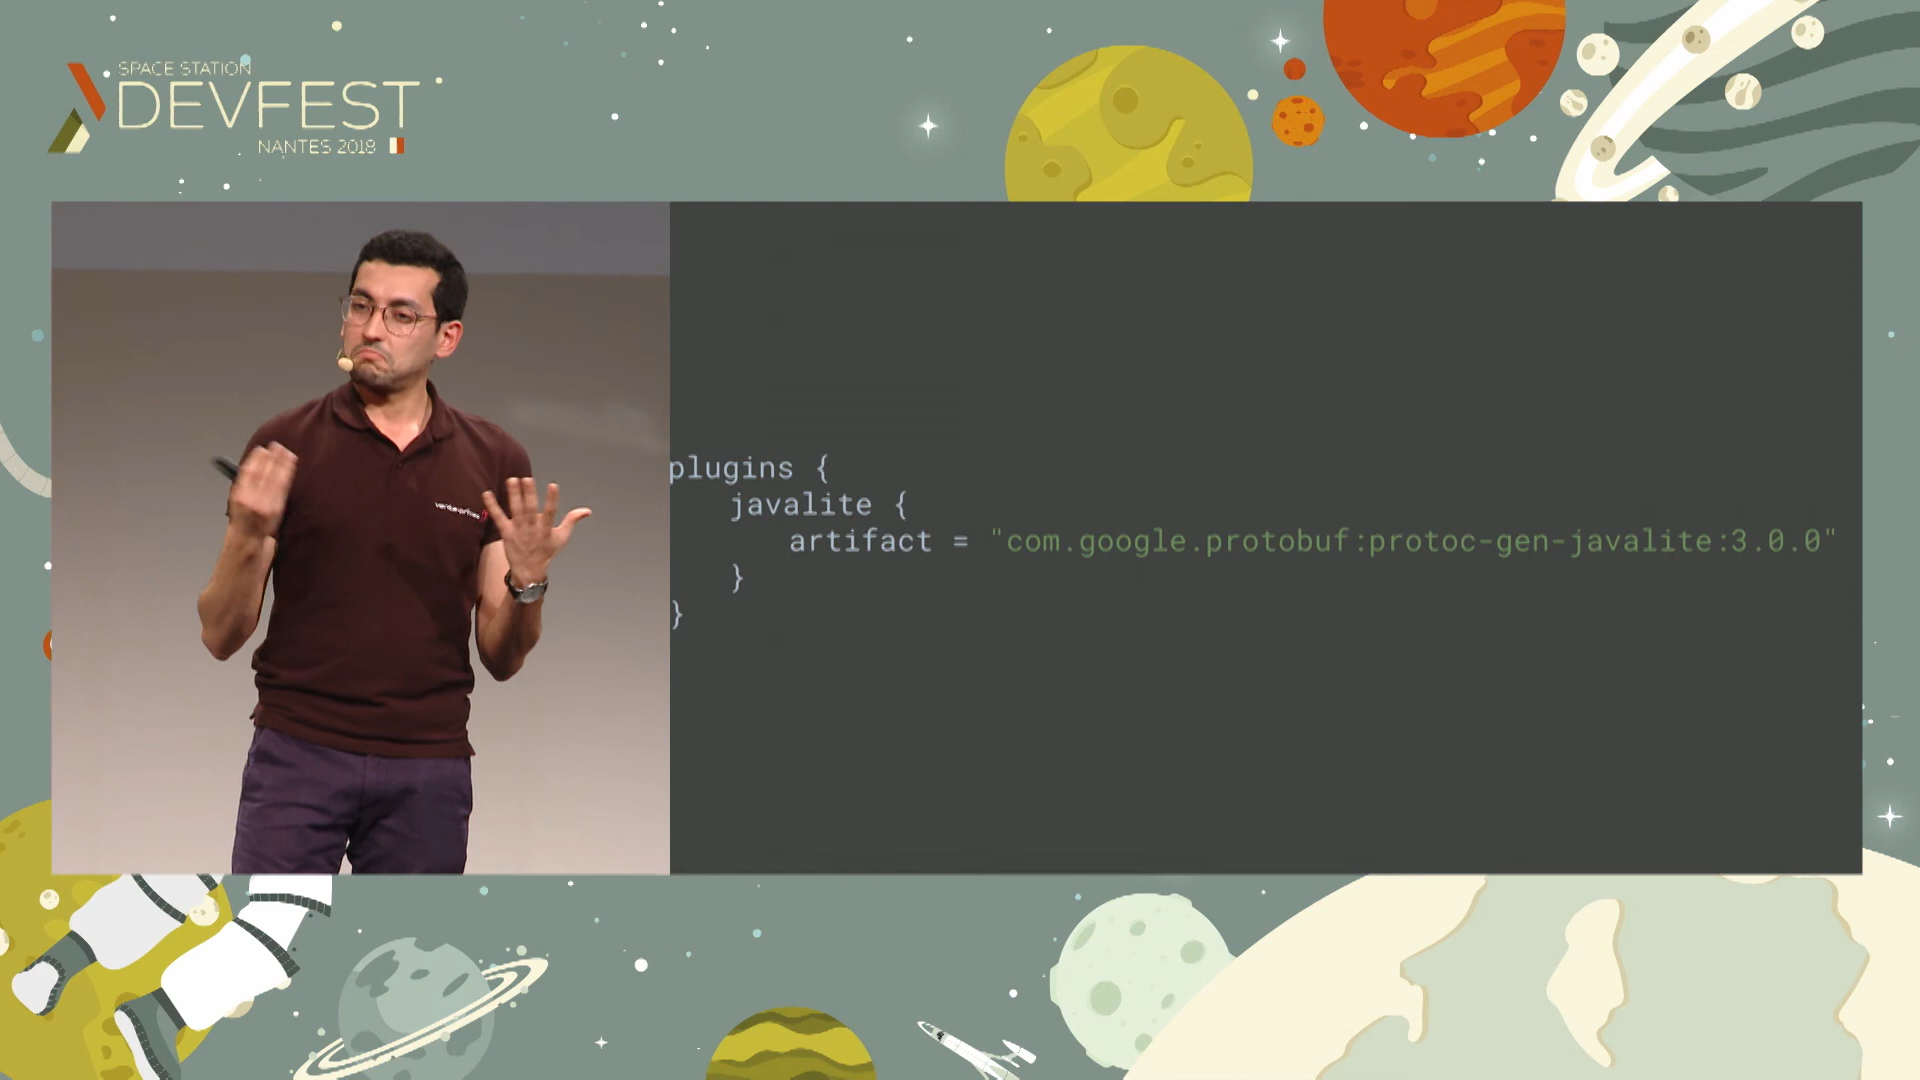 SPACE STATION
DEVFEST
NANTES 2018
plugins {
javalite {
artifact = "com.google.protobuf:protoc-gen-javalite:3.0.0"
}
}